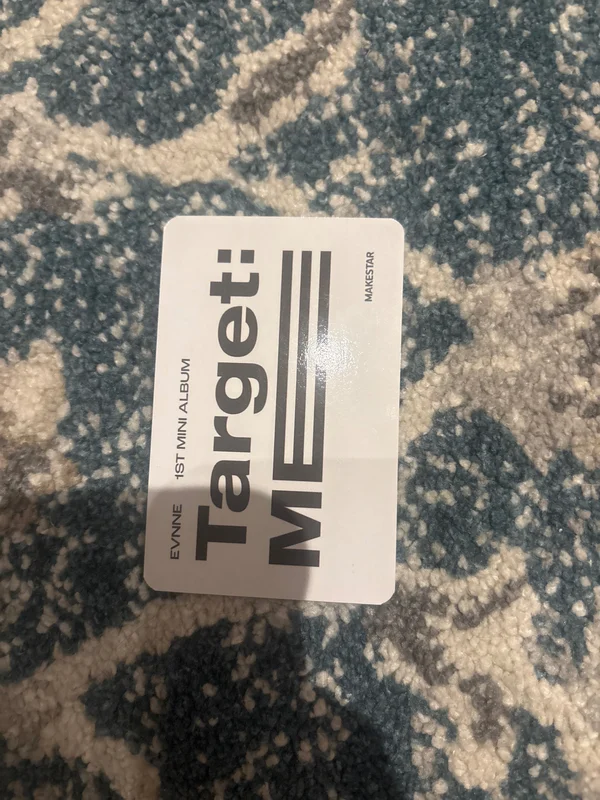 EVNNE 1ST MINI ALBUM
Target:
ME
MAKESTAR